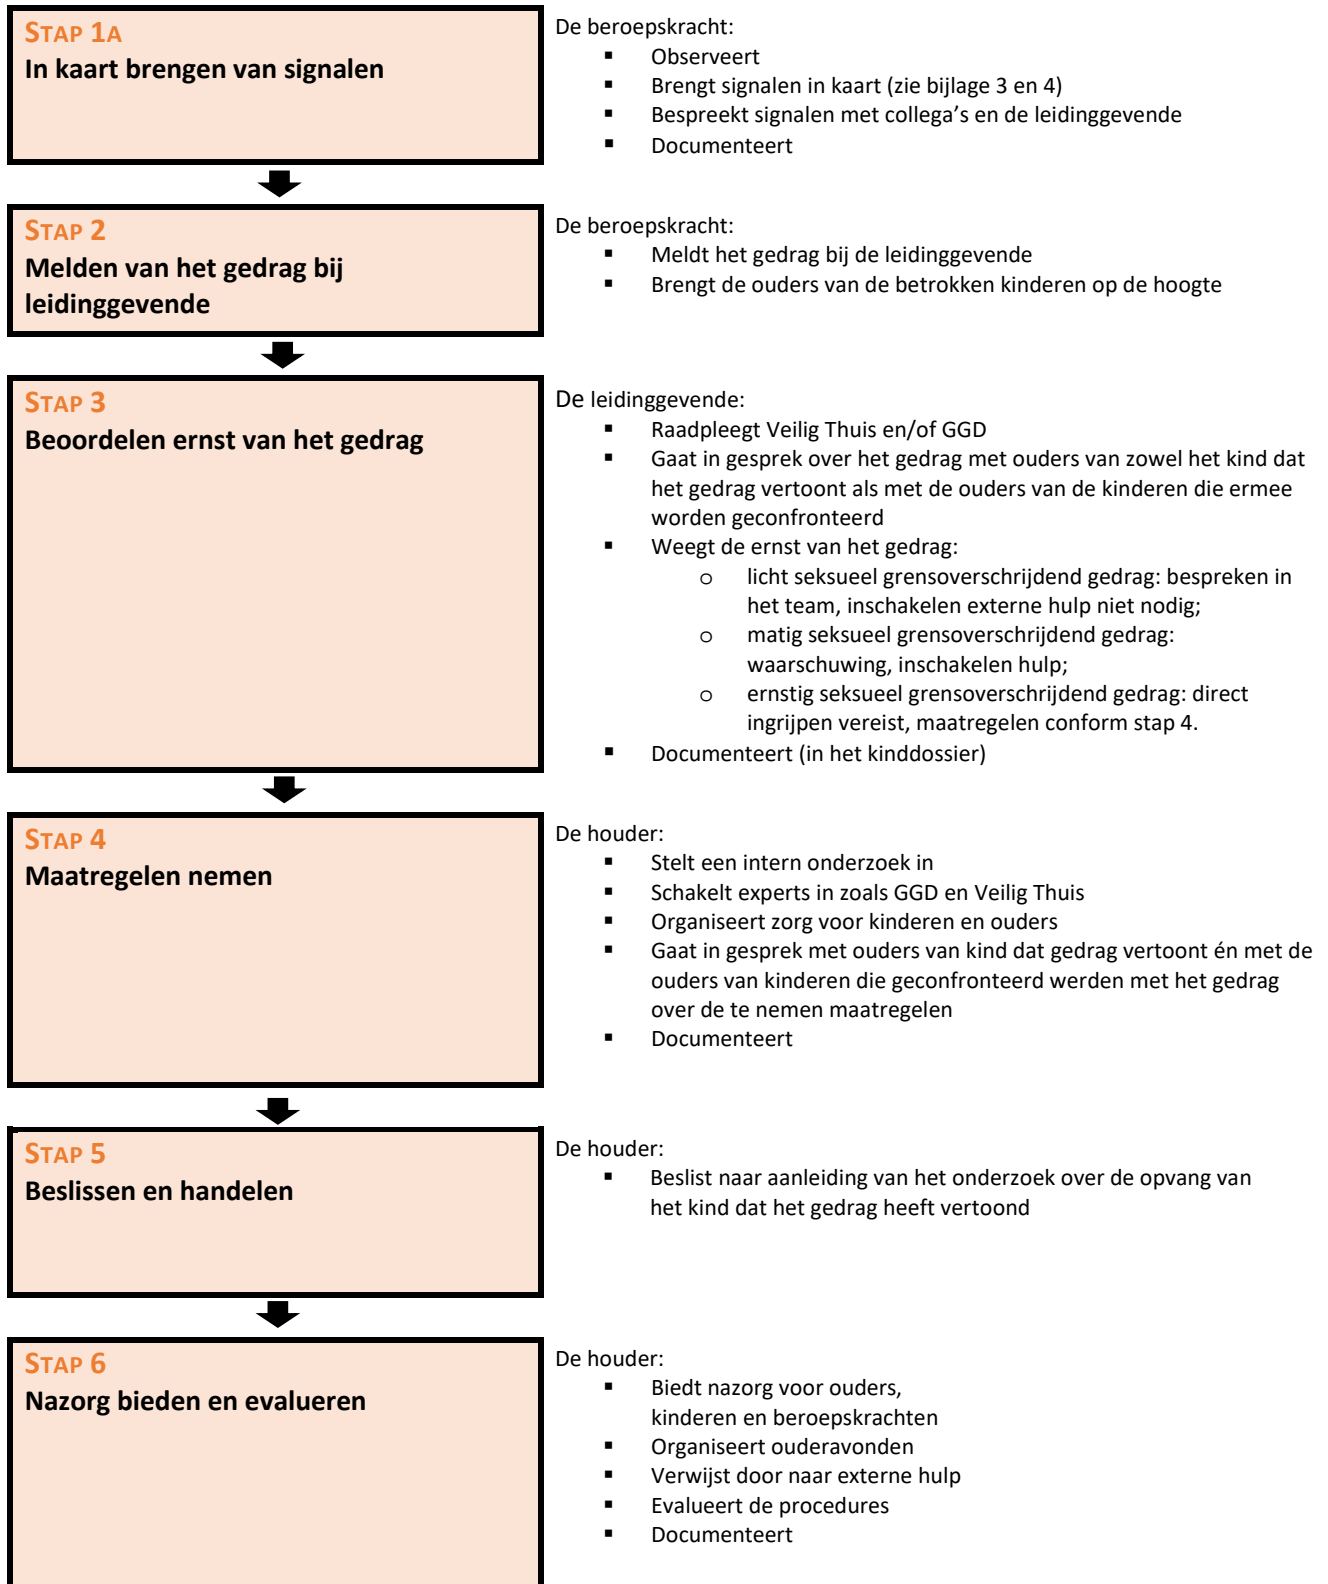 STAP 1A
In kaart brengen van signalen
De beroepskracht:
▪ Observeert
▪ Brengt signalen in kaart (zie bijlage 3 en 4)
▪ Bespreekt signalen met collega’s en de leidinggevende
▪ Documenteert
STAP 2
Melden van het gedrag bij
leidinggevende
De beroepskracht:
▪ Meldt het gedrag bij de leidinggevende
▪ Brengt de ouders van de betrokken kinderen op de hoogte
STAP 3
Beoordelen ernst van het gedrag
De leidinggevende:
▪ Raadpleegt Veilig Thuis en/of GGD
▪ Gaat in gesprek over het gedrag met ouders van zowel het kind dat
het gedrag vertoont als met de ouders van de kinderen die ermee
worden geconfronteerd
▪ Weegt de ernst van het gedrag:
o licht seksueel grensoverschrijdend gedrag: bespreken in
het team, inschakelen externe hulp niet nodig;
o matig seksueel grensoverschrijdend gedrag:
waarschuwing, inschakelen hulp;
o ernstig seksueel grensoverschrijdend gedrag: direct
ingrijpen vereist, maatregelen conform stap 4.
▪ Documenteert (in het kinddossier)
STAP 4
Maatregelen nemen
De houder:
▪ Stelt een intern onderzoek in
▪ Schakelt experts in zoals GGD en Veilig Thuis
▪ Organiseert zorg voor kinderen en ouders
▪ Gaat in gesprek met ouders van kind dat gedrag vertoont én met de
ouders van kinderen die geconfronteerd werden met het gedrag
over de te nemen maatregelen
▪ Documenteert
STAP 5
Beslissen en handelen
De houder:
▪ Beslist naar aanleiding van het onderzoek over de opvang van
het kind dat het gedrag heeft vertoond
STAP 6
Nazorg bieden en evalueren
De houder:
▪ Biedt nazorg voor ouders,
kinderen en beroepskrachten
▪ Organiseert ouderavonden
▪ Verwijst door naar externe hulp
▪ Evalueert de procedures
▪ Documenteert